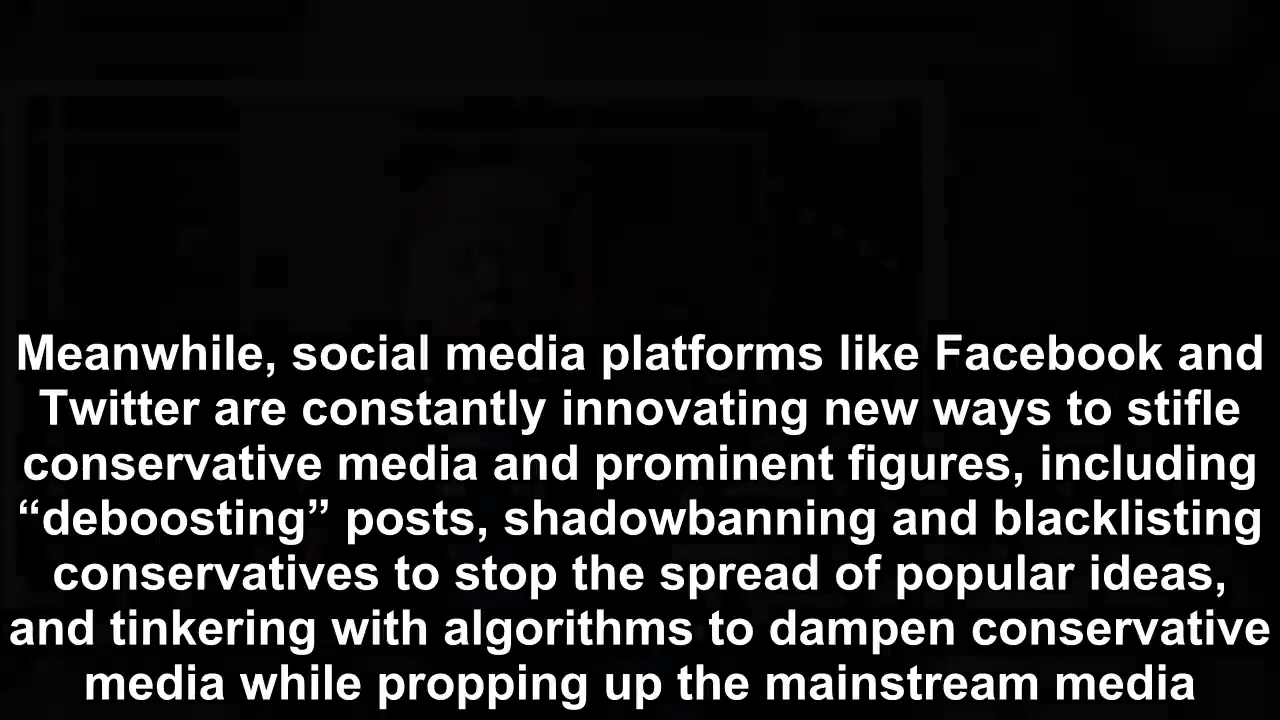 Meanwhile, social media platforms like Facebook and
Twitter are constantly innovating new ways to stifle
conservative media and prominent figures, including
“deboosting” posts, shadowbanning and blacklisting
conservatives to stop the spread of popular ideas,
and tinkering with algorithms to dampen conservative
media while propping up the mainstream media